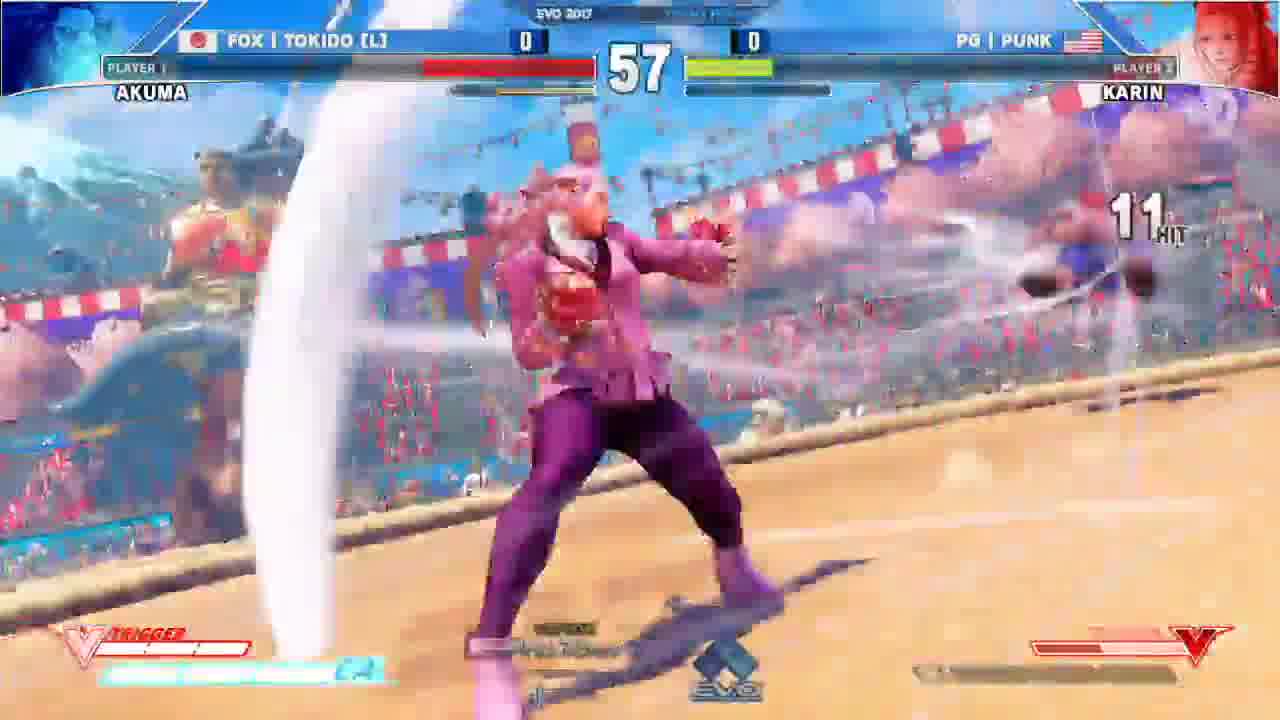 EVO 2017
FOX | TOKIDO [L]
0
57
0
PG | PUNK
PLAYER 1
PLAYER 2
AKUMA
KARIN
11 HIT
TRIGGER
CA
EVO